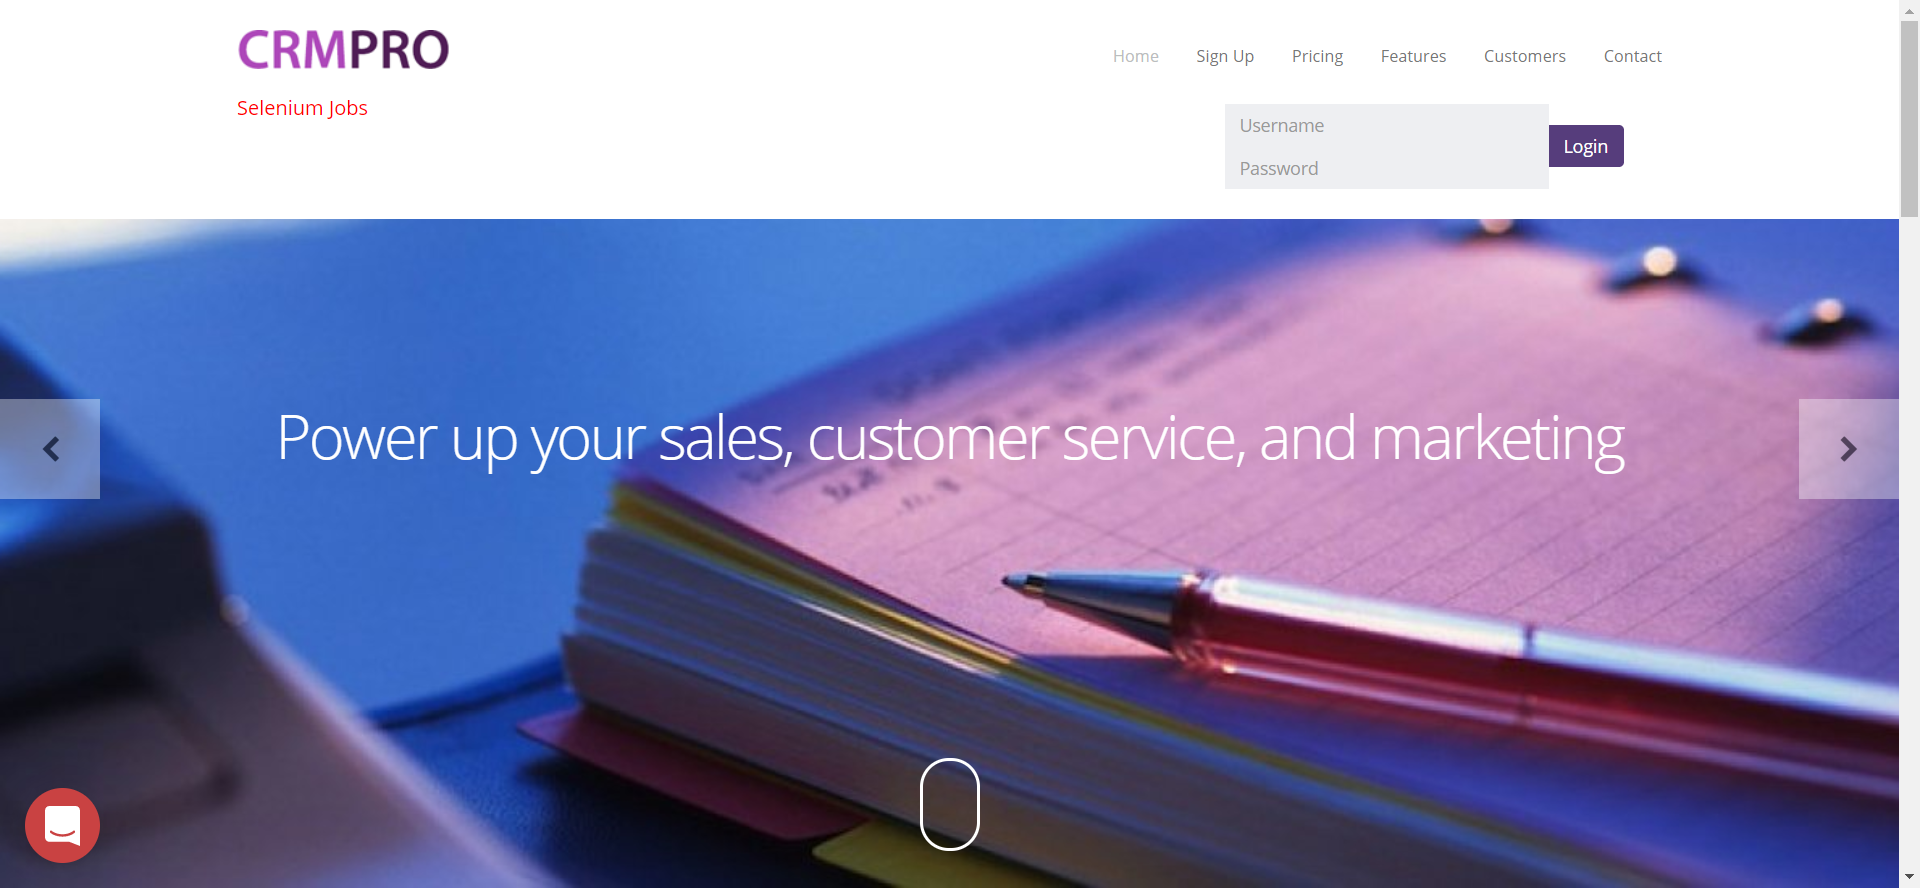 CRMPRO
Home Sign Up Pricing Features Customers Contact
Selenium Jobs
Username
Login
Password
Power up your sales, customer service, and marketing